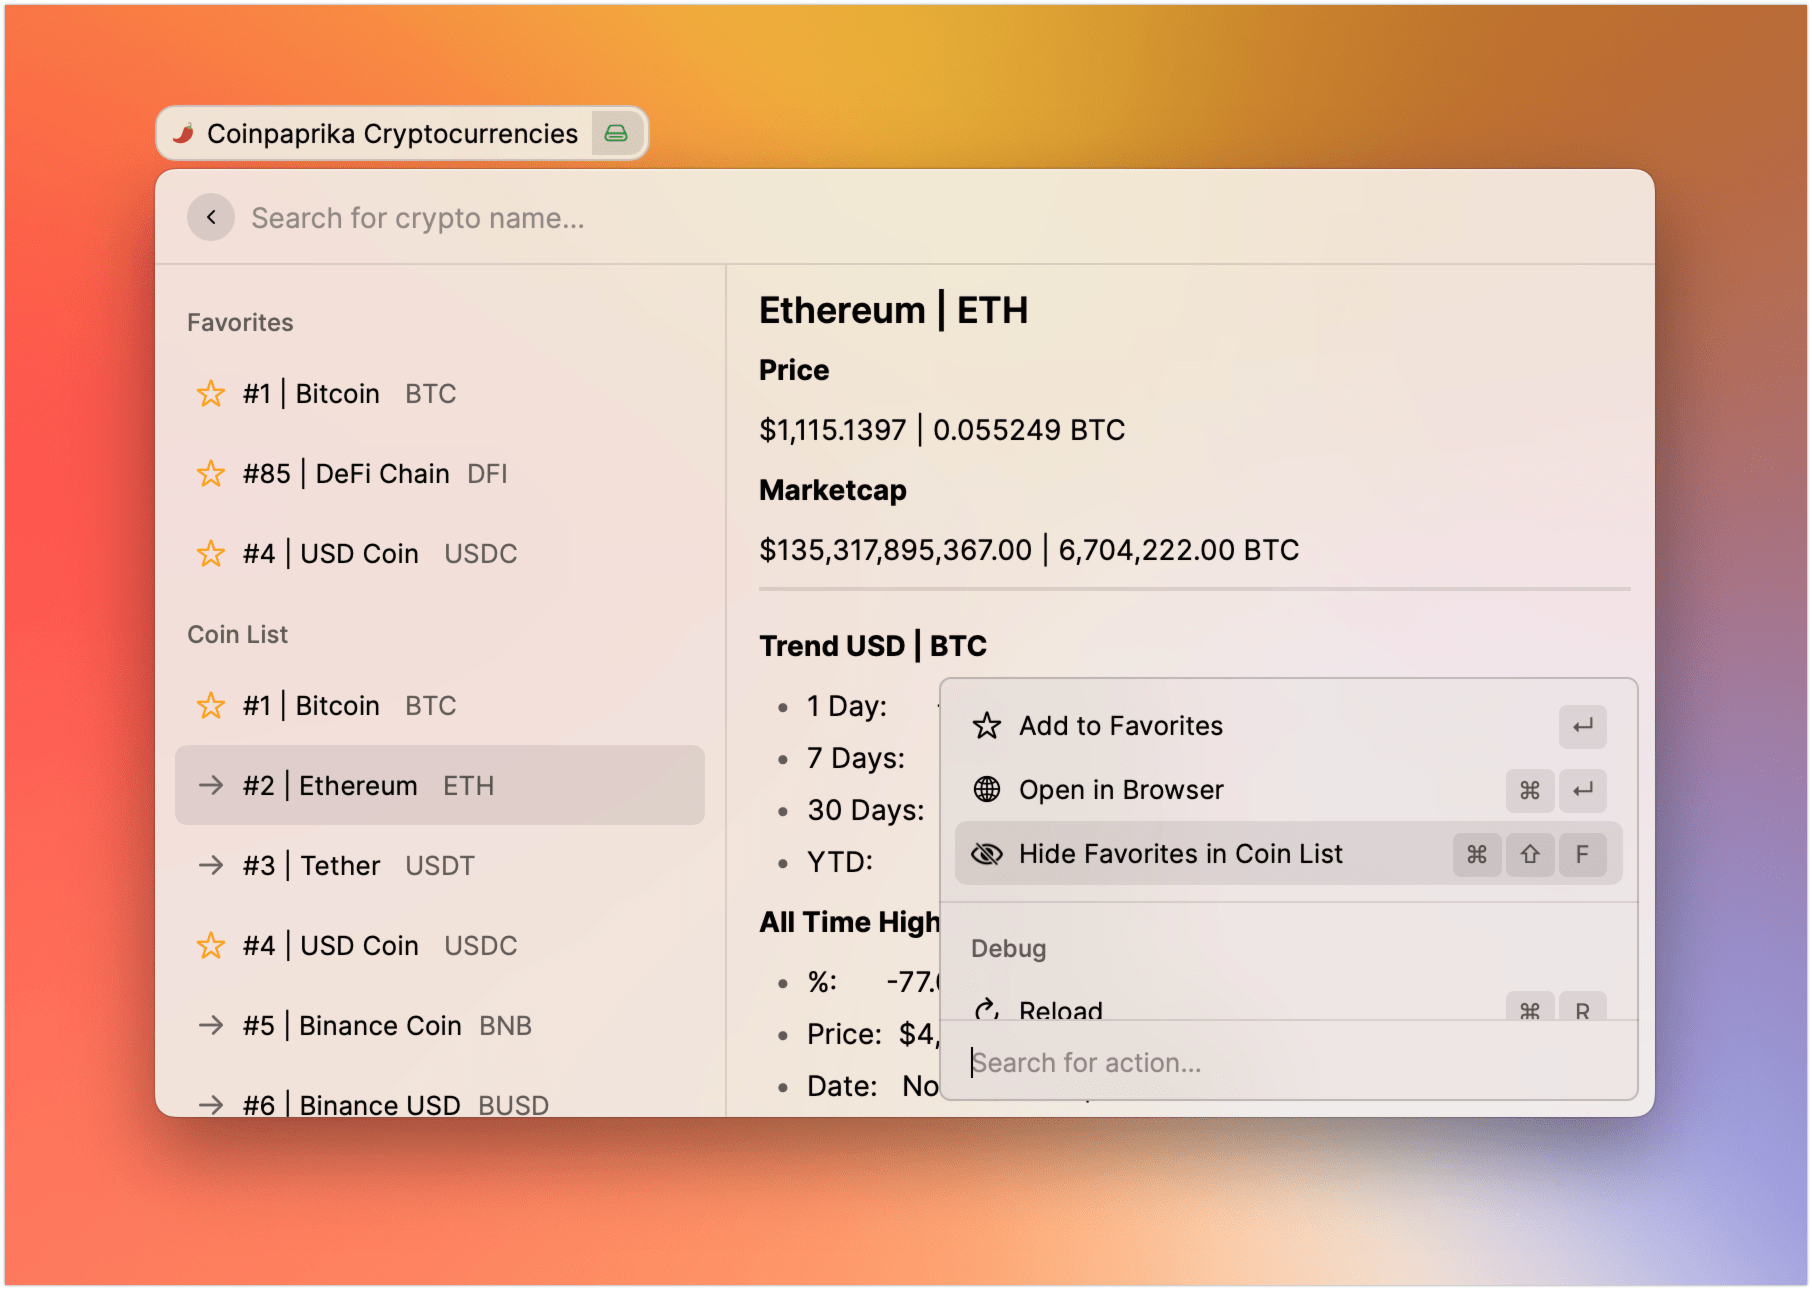 Coinpaprika Cryptocurrencies
Search for crypto name...
Favorites
#1 | Bitcoin BTC
#85 | DeFi Chain DFI
#4 | USD Coin USDC
Coin List
#1 | Bitcoin BTC
#2 | Ethereum ETH
#3 | Tether USDT
#4 | USD Coin USDC
#5 | Binance Coin BNB
#6 | Binance USD BUSD
Ethereum | ETH
Price
$1,115.1397 | 0.055249 BTC
Marketcap
$135,317,895,367.00 | 6,704,222.00 BTC
Trend USD | BTC
• 1 Day:
• 7 Days:
• 30 Days:
• YTD:
All Time High
• %: -77.
• Price: $4,
• Date: No
Add to Favorites ↵
Open in Browser ⌘ ↵
Hide Favorites in Coin List ⌘ ⇧ F
Debug
Reload ⌘ R
Search for action...